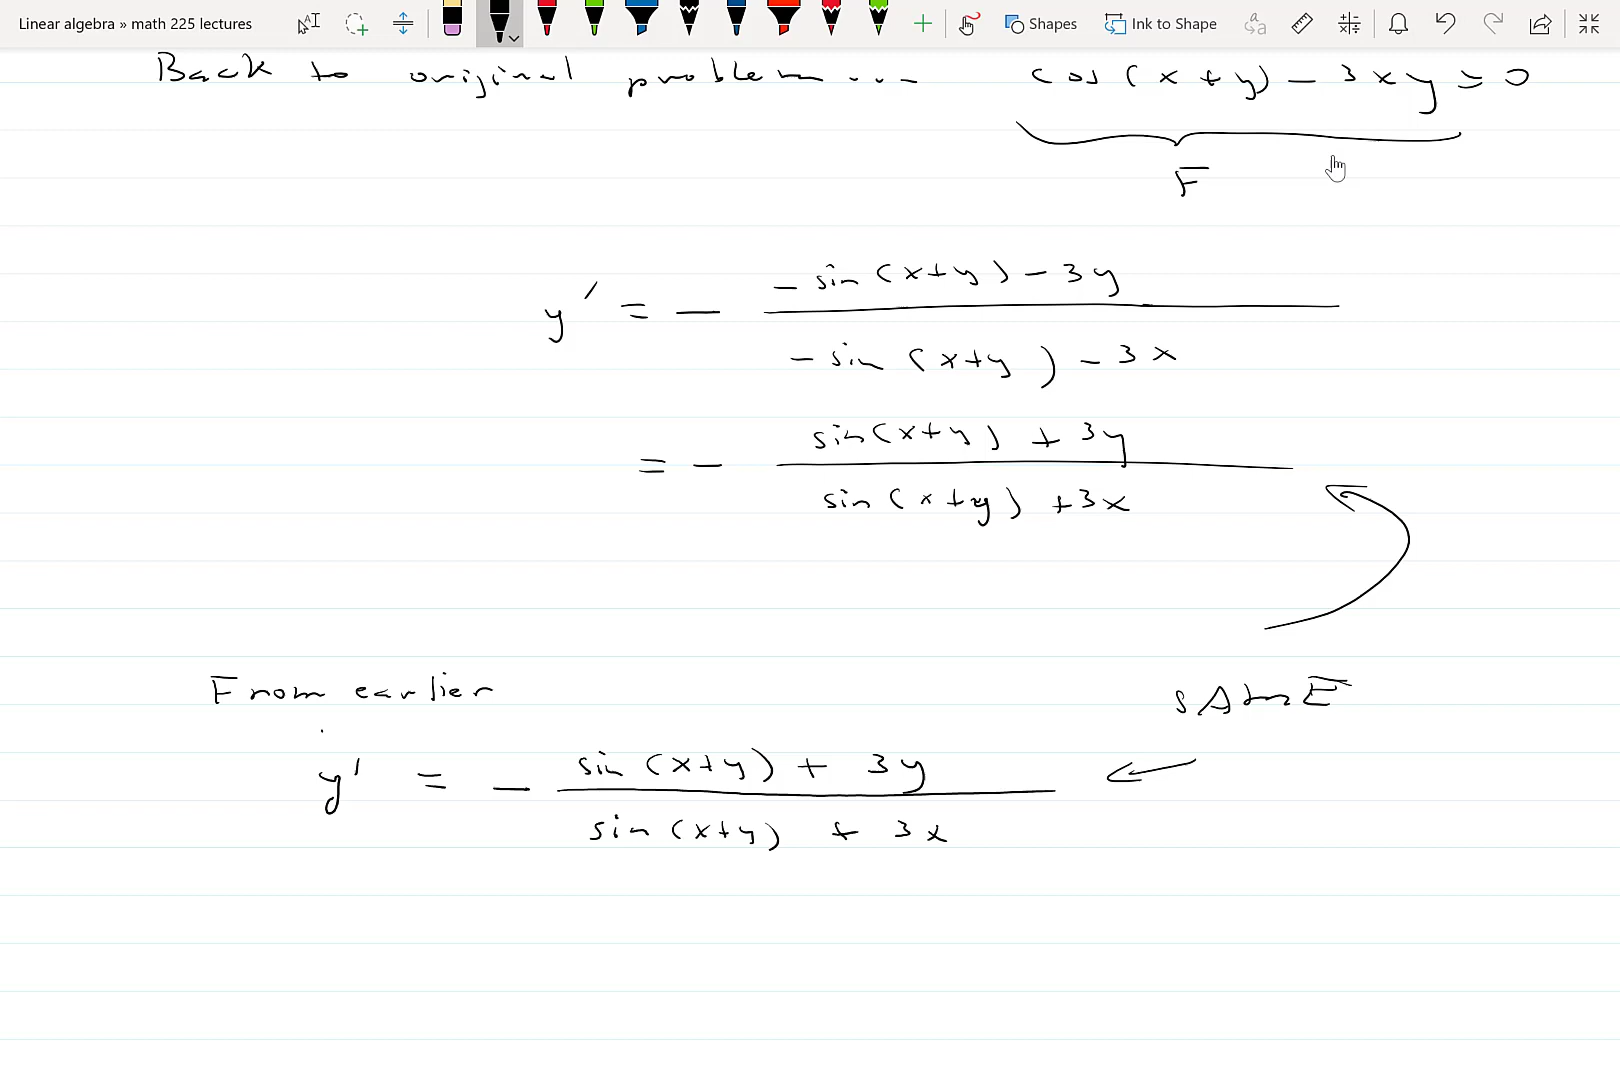 Linear algebra » math 225 lectures Shapes Ink to Shape
Back to original problem ... cos(x+y) - 3xy = 0
F
y' = - (-sin(x+y) - 3y) / (-sin(x+y) - 3x)
= - (sin(x+y) + 3y) / (sin(x+y) + 3x)
From earlier
sAmE
y' = - (sin(x+y) + 3y) / (sin(x+y) + 3x)